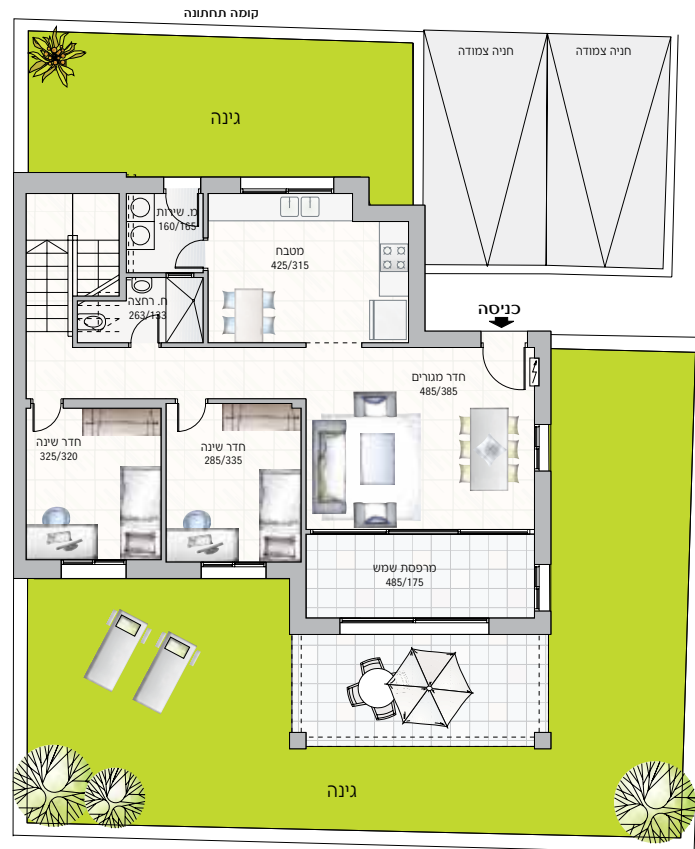 קומה תחתונה
חניה צמודה
חניה צמודה
גינה
מ. שירות
160/165
מטבח
425/315
ח. רחצה
263/133
כניסה
חדר מגורים
485/385
חדר שינה
285/335
חדר שינה
325/320
מרפסת שמש
485/175
גינה